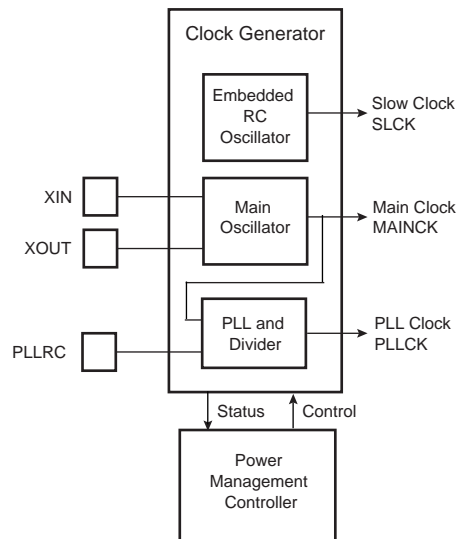 Clock Generator
Embedded
RC
Oscillator
Slow Clock
SLCK
XIN
XOUT
Main
Oscillator
Main Clock
MAINCK
PLLRC
PLL and
Divider
PLL Clock
PLLCK
Status
Control
Power
Management
Controller